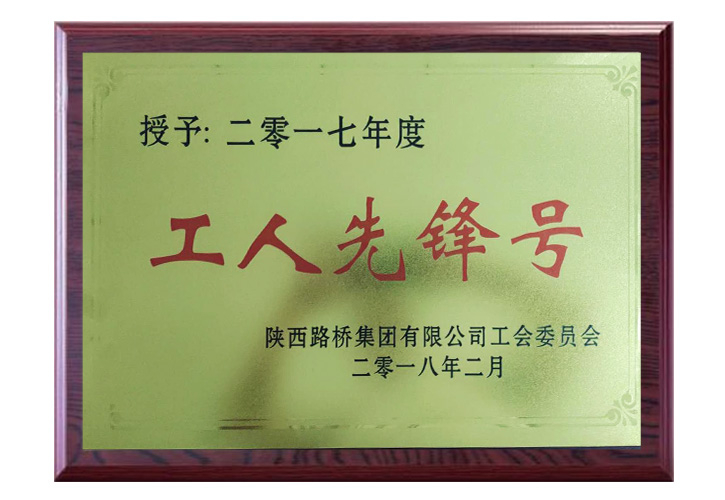 授予: 二零一七年度
工人先锋号
陕西路桥集团有限公司工会委员会
二零一八年二月